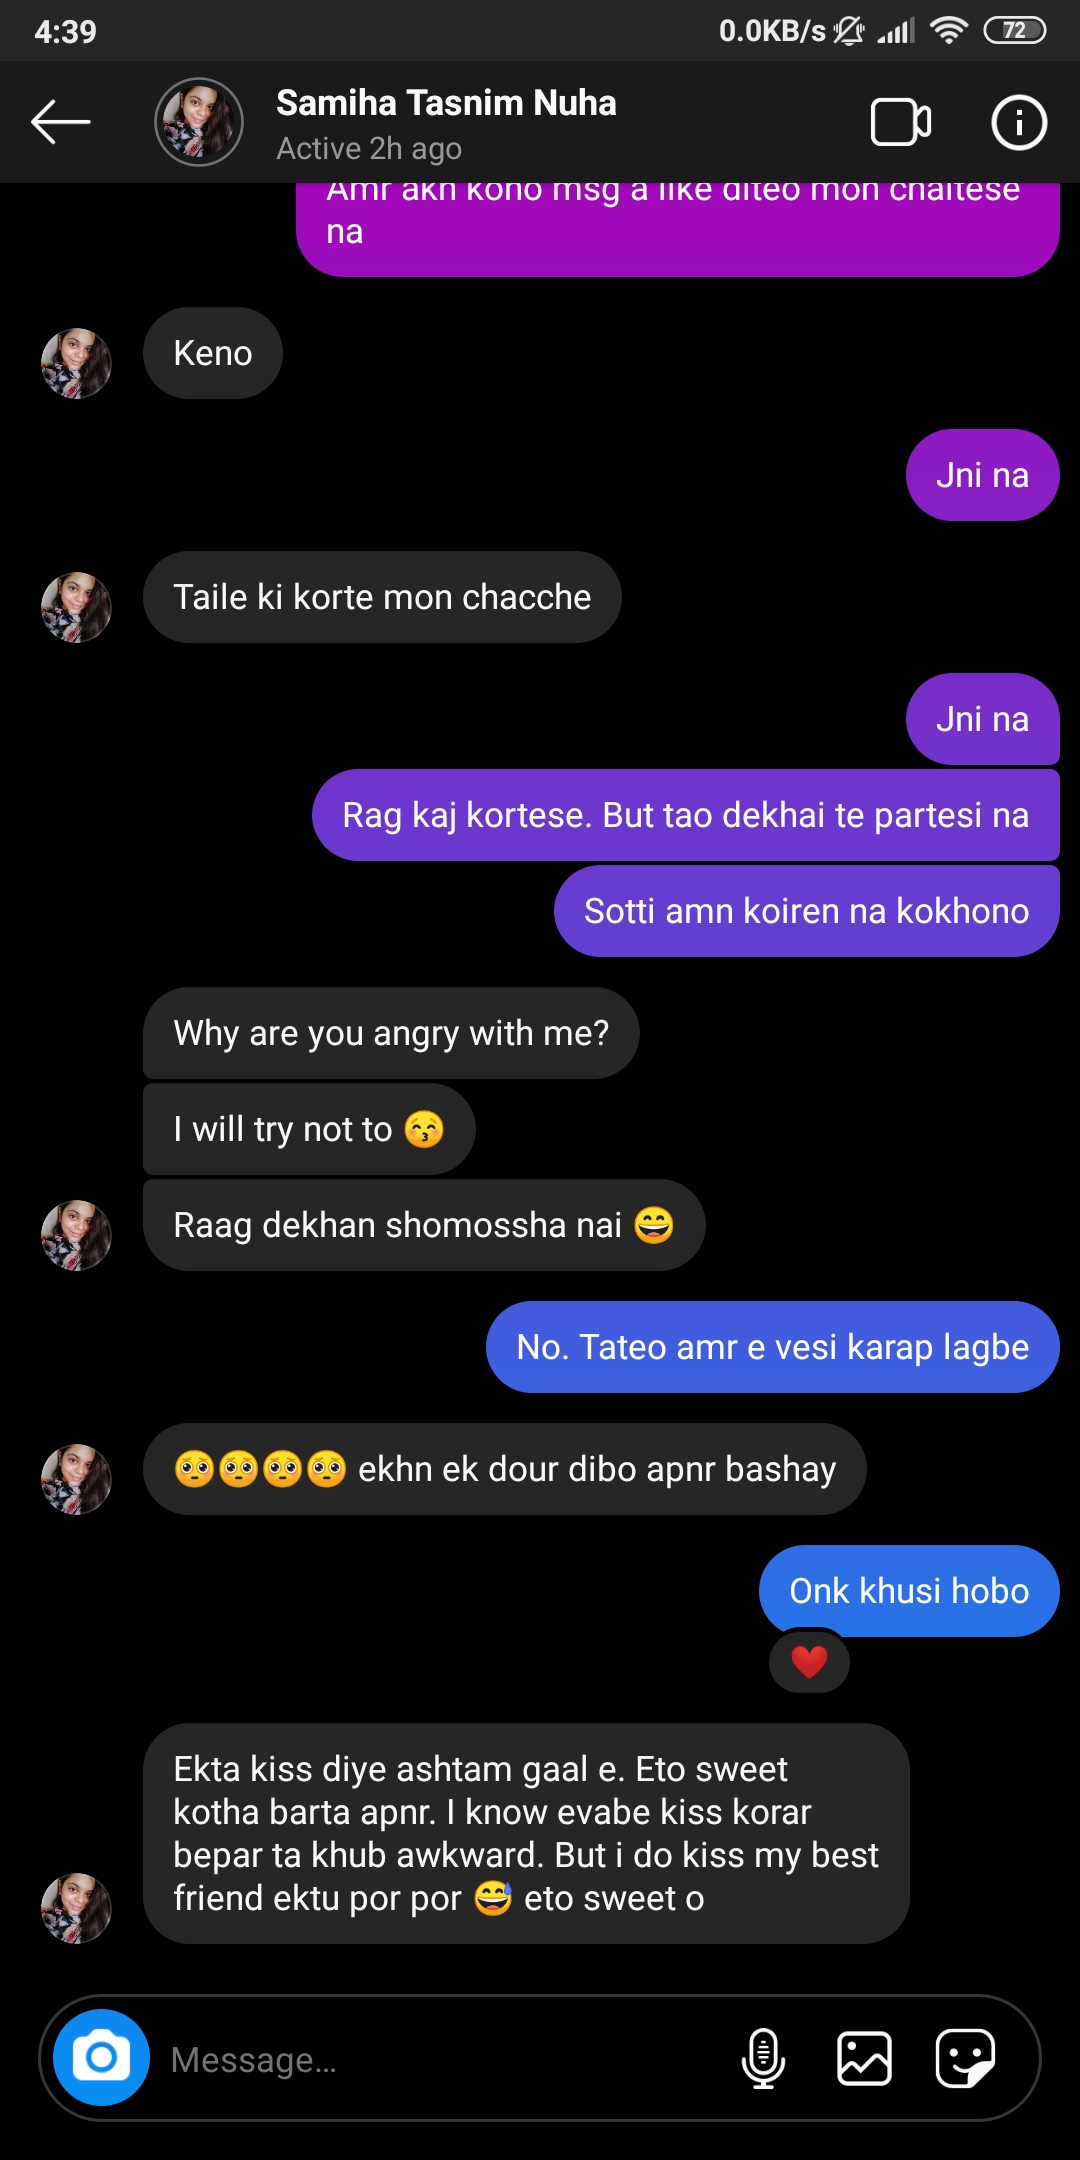 4:39
0.0KB/s
72
Samiha Tasnim Nuha
Active 2h ago
Amr akn kono msg a like diteo mon chaitese
na
Keno
Jni na
Taile ki korte mon chacche
Jni na
Rag kaj kortese. But tao dekhai te partesi na
Sotti amn koiren na kokhono
Why are you angry with me?
I will try not to 😚
Raag dekhan shomossha nai 😄
No. Tateo amr e vesi karap lagbe
🥺🥺🥺🥺 ekhn ek dour dibo apnr bashay
Onk khusi hobo
❤️
Ekta kiss diye ashtam gaal e. Eto sweet
kotha barta apnr. I know evabe kiss korar
bepar ta khub awkward. But i do kiss my best
friend ektu por por 😅 eto sweet o
Message...